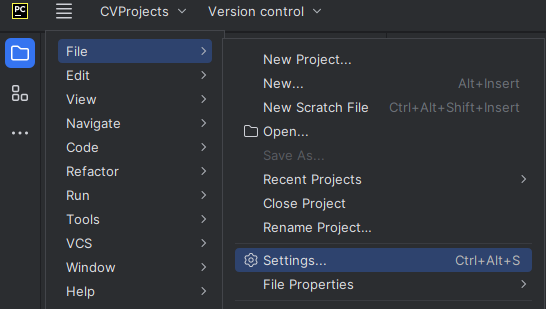 PC CVProjects Version control
File
Edit
View
Navigate
Code
Refactor
Run
Tools
VCS
Window
Help
New Project...
New... Alt+Insert
New Scratch File Ctrl+Alt+Shift+Insert
Open...
Save As...
Recent Projects
Close Project
Rename Project...
Settings... Ctrl+Alt+S
File Properties